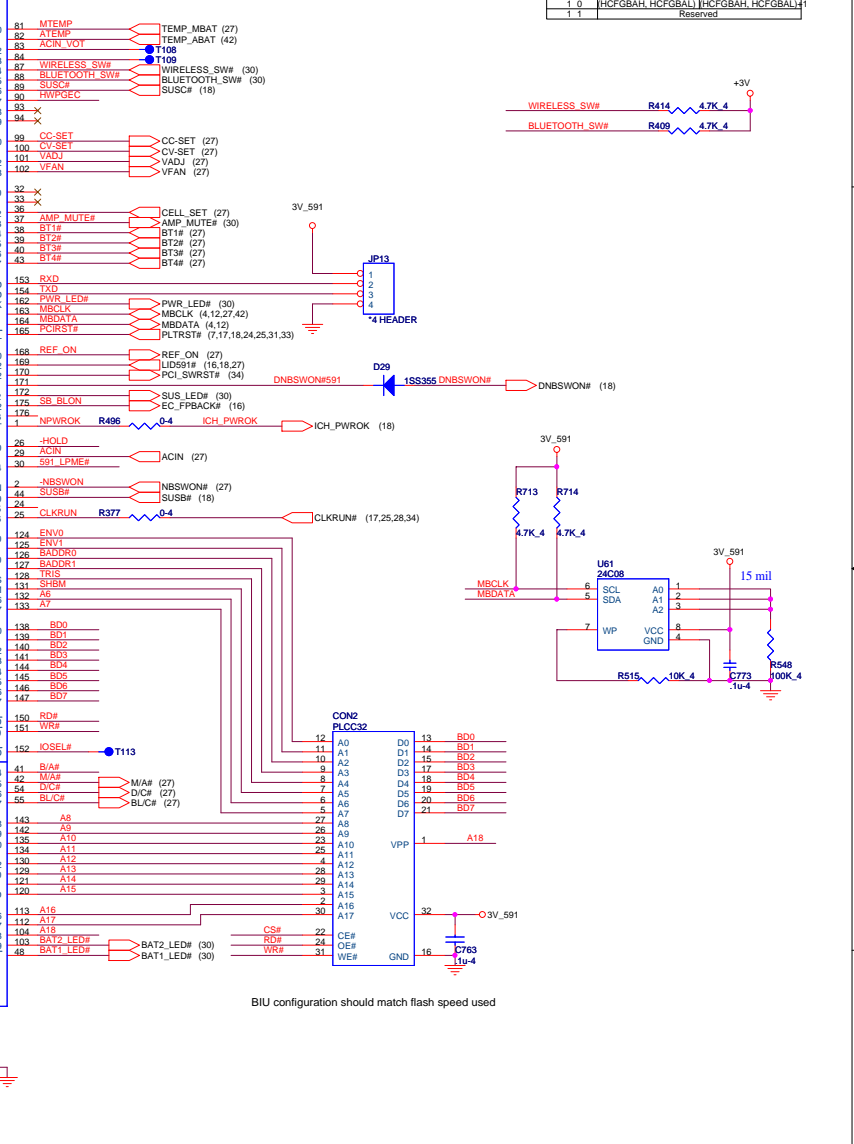 1 0 (HCFGBAH, HCFGBAL) (HCFGBAH, HCFGBAL)+1
1 1 Reserved
81 MTEMP TEMP_MBAT (27)
82 ATEMP TEMP_ABAT (42)
83 ACIN_VOT T108
84 T109
87 WIRELESS_SW# WIRELESS_SW# (30)
88 BLUETOOTH_SW# BLUETOOTH_SW# (30)
89 SUSC# SUSC# (18)
90 HWPGEC
93
94
+3V
WIRELESS_SW# R414 4.7K_4
BLUETOOTH_SW# R409 4.7K_4
99 CC-SET CC-SET (27)
100 CV-SET CV-SET (27)
101 VADJ VADJ (27)
102 VFAN VFAN (27)
32
33
36 CELL_SET (27)
37 AMP_MUTE# AMP_MUTE# (30)
38 BT1# BT1# (27)
39 BT2# BT2# (27)
40 BT3# BT3# (27)
43 BT4# BT4# (27)
3V_591
JP13
1
2
3
4
*4 HEADER
153 RXD
154 TXD
162 PWR_LED# PWR_LED# (30)
163 MBCLK MBCLK (4,12,27,42)
164 MBDATA MBDATA (4,12)
165 PCIRST# PLTRST# (7,17,18,24,25,31,33)
168 REF_ON REF_ON (27)
169 LID591# (16,18,27)
170 PCI_SWRST# (34)
171 DNBSWON#591 D29 1SS355 DNBSWON# DNBSWON# (18)
172 SUS_LED# (30)
175 SB_BLON EC_FPBACK# (16)
176
1 NPWROK R496 0-4 ICH_PWROK ICH_PWROK (18)
26 -HOLD
29 ACIN ACIN (27)
30 591_LPME#
2 -NBSWON NBSWON# (27)
44 SUSB# SUSB# (18)
24
25 CLKRUN R377 0-4 CLKRUN# (17,25,28,34)
3V_591
R713 R714
4.7K_4 4.7K_4
124 ENV0
125 ENV1
126 BADDR0
127 BADDR1
128 TRIS
131 SHBM
132 A6
133 A7
U61
24C08
3V_591
15 mil
MBCLK 6 SCL A0 1
MBDATA 5 SDA A1 2
A2 3
7 WP VCC 8
GND 4
R515 10K_4
C773
.1u-4
R548
100K_4
138 BD0
139 BD1
140 BD2
141 BD3
144 BD4
145 BD5
146 BD6
147 BD7
150 RD#
151 WR#
152 IOSEL# T113
41 B/A#
42 M/A# M/A# (27)
54 D/C# D/C# (27)
55 BL/C# BL/C# (27)
143 A8
142 A9
135 A10
134 A11
130 A12
129 A13
121 A14
120 A15
113 A16
112 A17
104 A18
103 BAT2_LED# BAT2_LED# (30)
48 BAT1_LED# BAT1_LED# (30)
CON2
PLCC32
12 A0 D0 13 BD0
11 A1 D1 14 BD1
10 A2 D2 15 BD2
9 A3 D3 17 BD3
8 A4 D4 18 BD4
7 A5 D5 19 BD5
6 A6 D6 20 BD6
5 A7 D7 21 BD7
27 A8
26 A9
23 A10 VPP 1 A18
25 A11
4 A12
28 A13
29 A14
3 A15
2 A16
30 A17 VCC 32 3V_591
CS# 22 CE#
RD# 24 OE#
WR# 31 WE# GND 16
C763
.1u-4
BIU configuration should match flash speed used